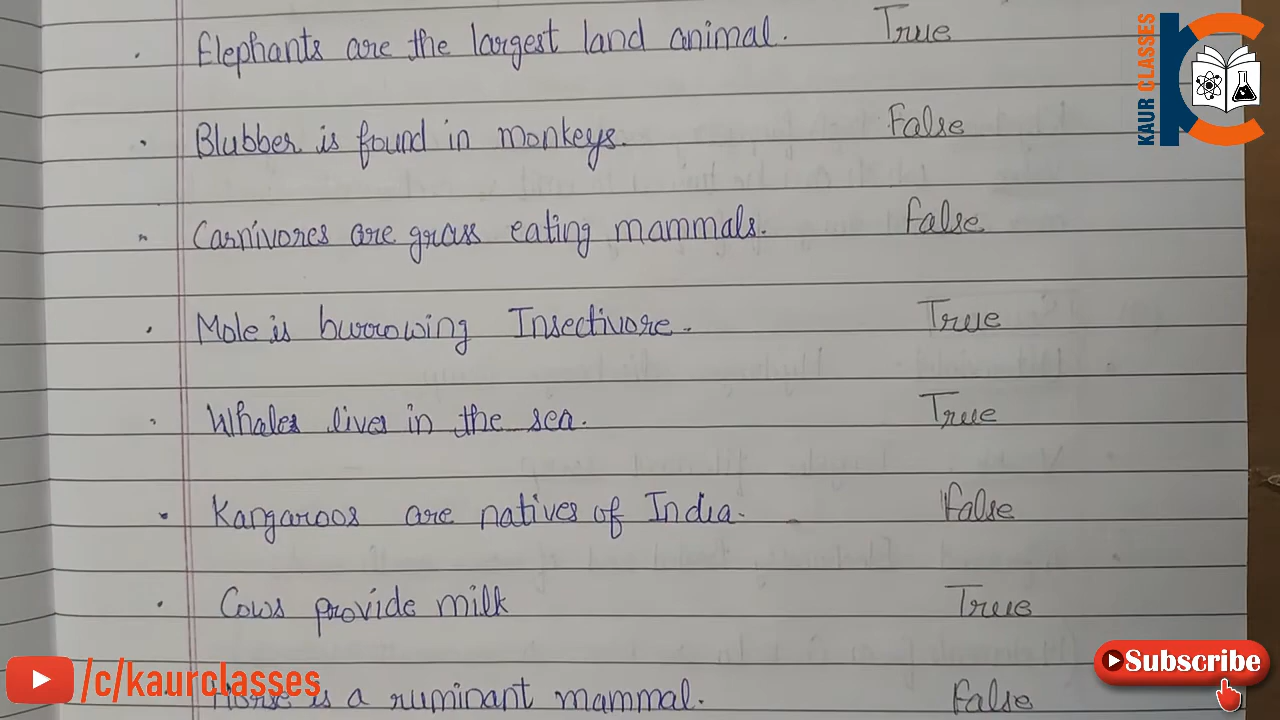 Elephants are the largest land animal. True
Blubber is found in monkeys. False
Carnivores are grass eating mammals. False
Mole is burrowing Insectivore. True
Whales lives in the sea. True
Kangaroos are natives of India. False
Cows provide milk True
Horse is a ruminant mammal. False
KAUR CLASSES
/c/kaurclasses
Subscribe